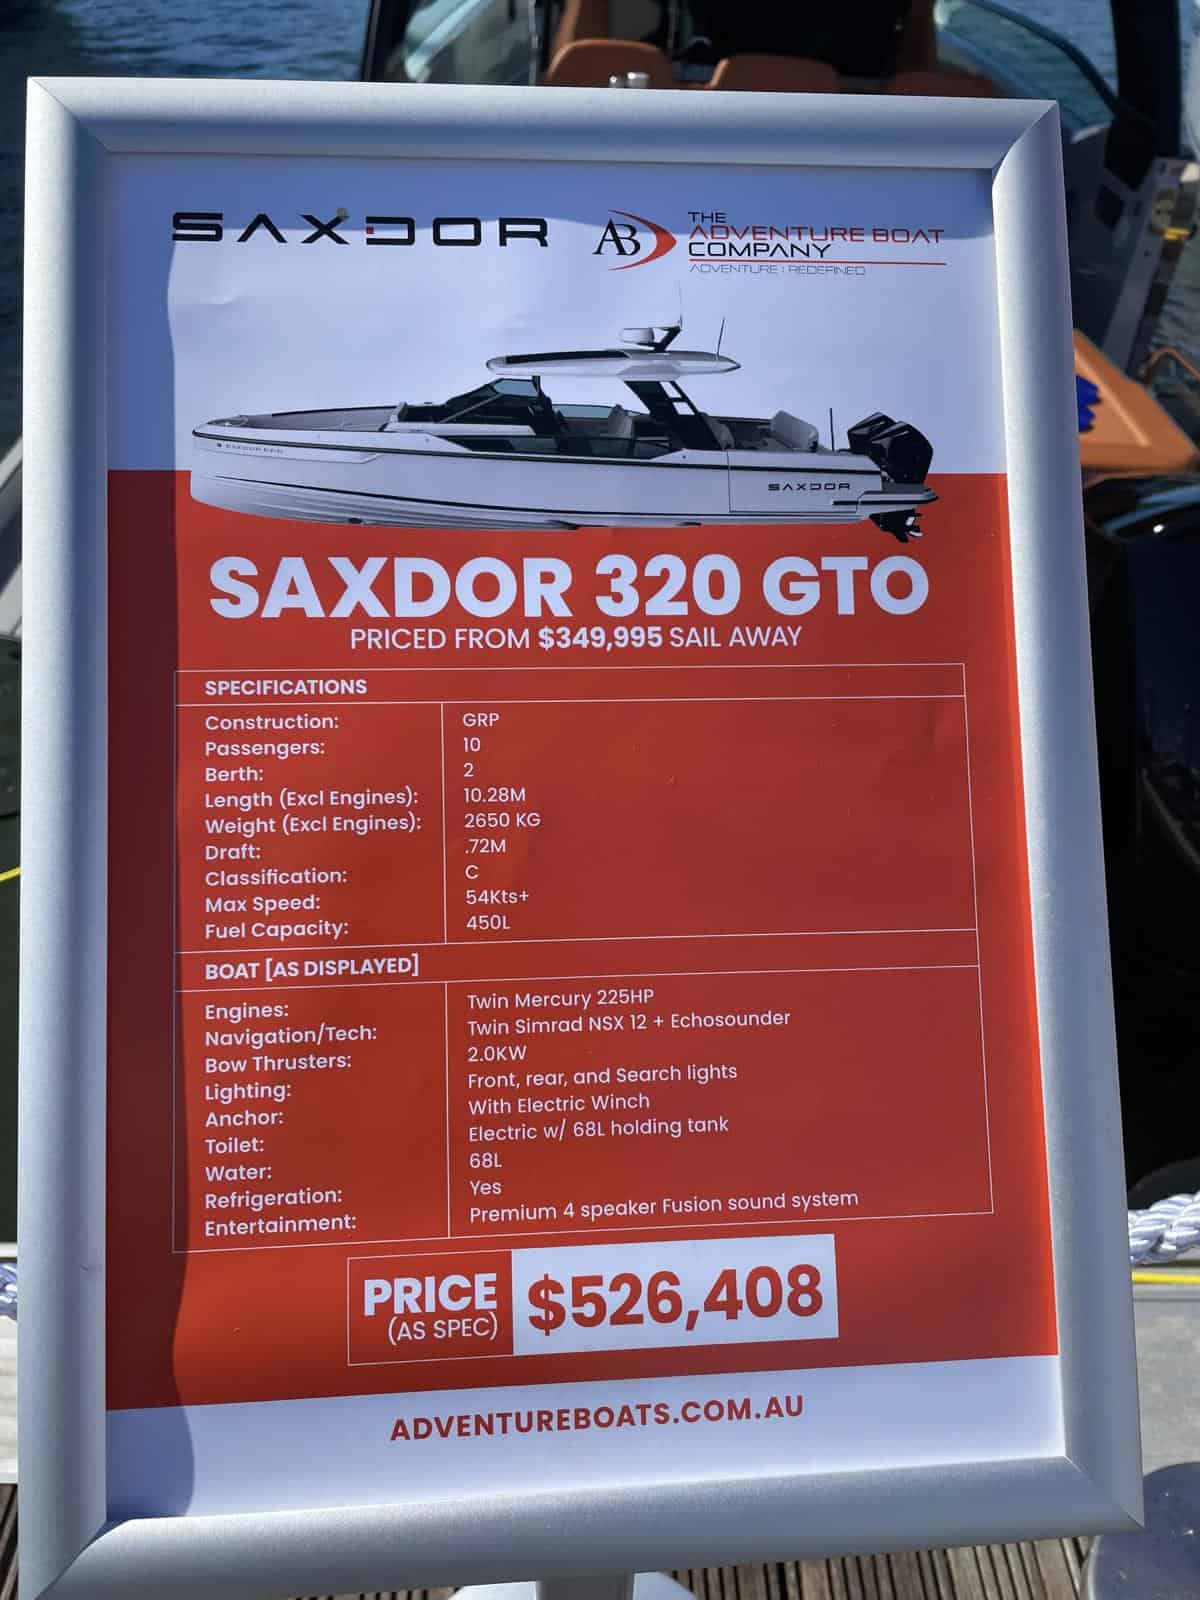 SAXDOR
AB
THE
ADVENTURE BOAT
COMPANY
ADVENTURE : REDEFINED
SAXDOR
SAXDOR 320 GTO
PRICED FROM $349,995 SAIL AWAY
SPECIFICATIONS
Construction: GRP
Passengers: 10
Berth: 2
Length (Excl Engines): 10.28M
Weight (Excl Engines): 2650 KG
Draft: .72M
Classification: C
Max Speed: 54Kts+
Fuel Capacity: 450L
BOAT [AS DISPLAYED]
Engines: Twin Mercury 225HP
Navigation/Tech: Twin Simrad NSX 12 + Echosounder
Bow Thrusters: 2.0KW
Lighting: Front, rear, and Search lights
Anchor: With Electric Winch
Toilet: Electric w/ 68L holding tank
Water: 68L
Refrigeration: Yes
Entertainment: Premium 4 speaker Fusion sound system
PRICE $526,408
(AS SPEC)
ADVENTUREBOATS.COM.AU